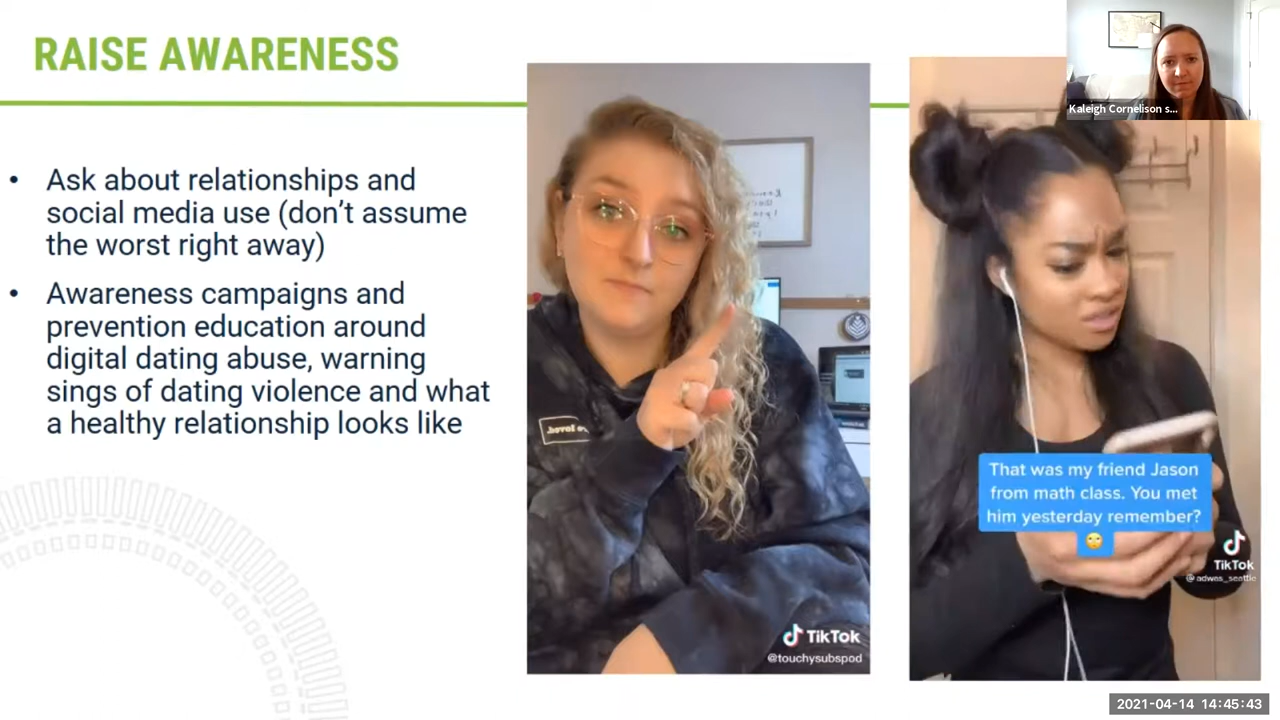 RAISE AWARENESS
Kaleigh Cornelison s...
• Ask about relationships and
social media use (don’t assume
the worst right away)
• Awareness campaigns and
prevention education around
digital dating abuse, warning
sings of dating violence and what
a healthy relationship looks like
That was my friend Jason
from math class. You met
him yesterday remember?
🙄
TikTok
@touchysubspod
TikTok
@adwas_seattle
2021-04-14 14:45:43